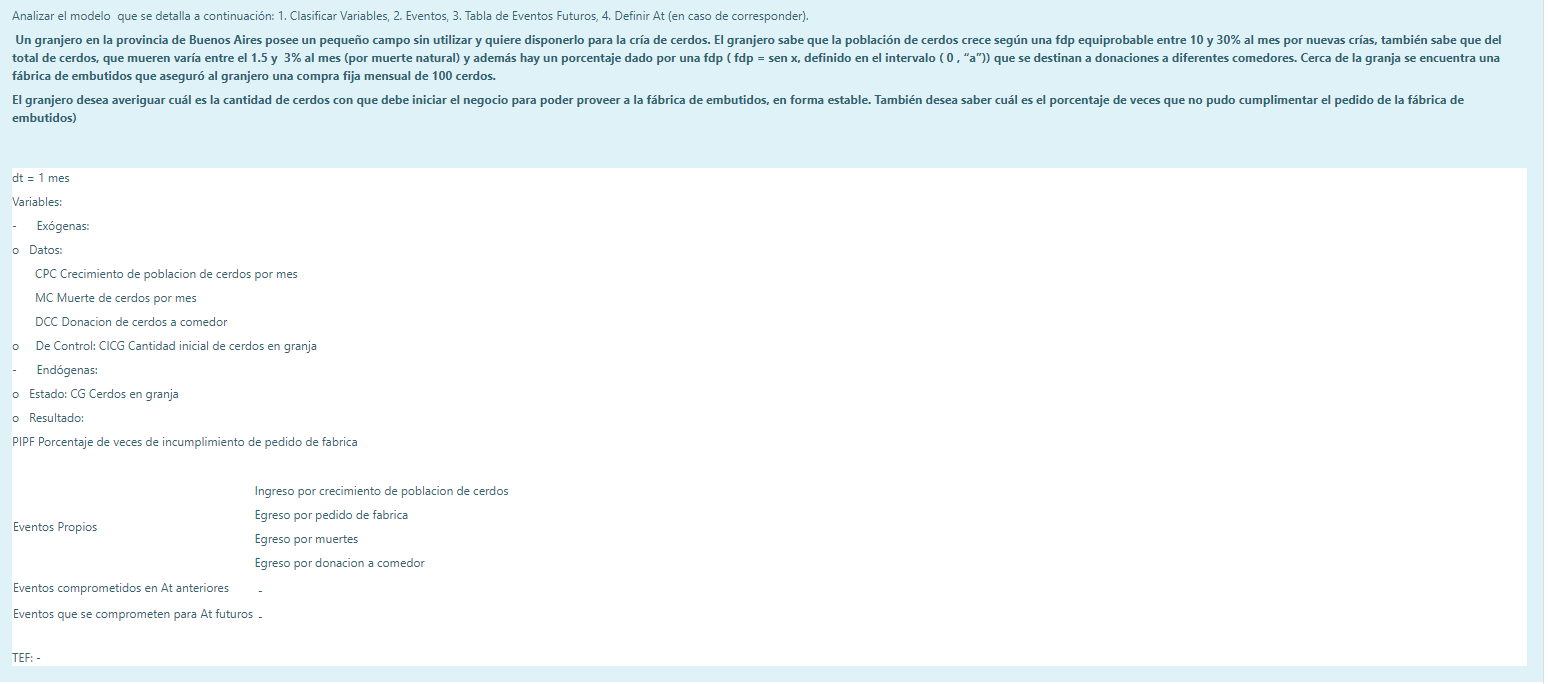 Analizar el modelo que se detalla a continuación: 1. Clasificar Variables, 2. Eventos, 3. Tabla de Eventos Futuros, 4. Definir At (en caso de corresponder).
Un granjero en la provincia de Buenos Aires posee un pequeño campo sin utilizar y quiere disponerlo para la cría de cerdos. El granjero sabe que la población de cerdos crece según una fdp equiprobable entre 10 y 30% al mes por nuevas crías, también sabe que del
total de cerdos, que mueren varía entre el 1.5 y 3% al mes (por muerte natural) y además hay un porcentaje dado por una fdp ( fdp = sen x, definido en el intervalo ( 0 , “a”)) que se destinan a donaciones a diferentes comedores. Cerca de la granja se encuentra una
fábrica de embutidos que aseguró al granjero una compra fija mensual de 100 cerdos.
El granjero desea averiguar cuál es la cantidad de cerdos con que debe iniciar el negocio para poder proveer a la fábrica de embutidos, en forma estable. También desea saber cuál es el porcentaje de veces que no pudo cumplimentar el pedido de la fábrica de
embutidos)
dt = 1 mes
Variables:
- Exógenas:
o Datos:
CPC Crecimiento de poblacion de cerdos por mes
MC Muerte de cerdos por mes
DCC Donacion de cerdos a comedor
o De Control: CICG Cantidad inicial de cerdos en granja
- Endógenas:
o Estado: CG Cerdos en granja
o Resultado:
PIPF Porcentaje de veces de incumplimiento de pedido de fabrica
Ingreso por crecimiento de poblacion de cerdos
Egreso por pedido de fabrica
Eventos Propios
Egreso por muertes
Egreso por donacion a comedor
Eventos comprometidos en At anteriores -
Eventos que se comprometen para At futuros -
TEF: -